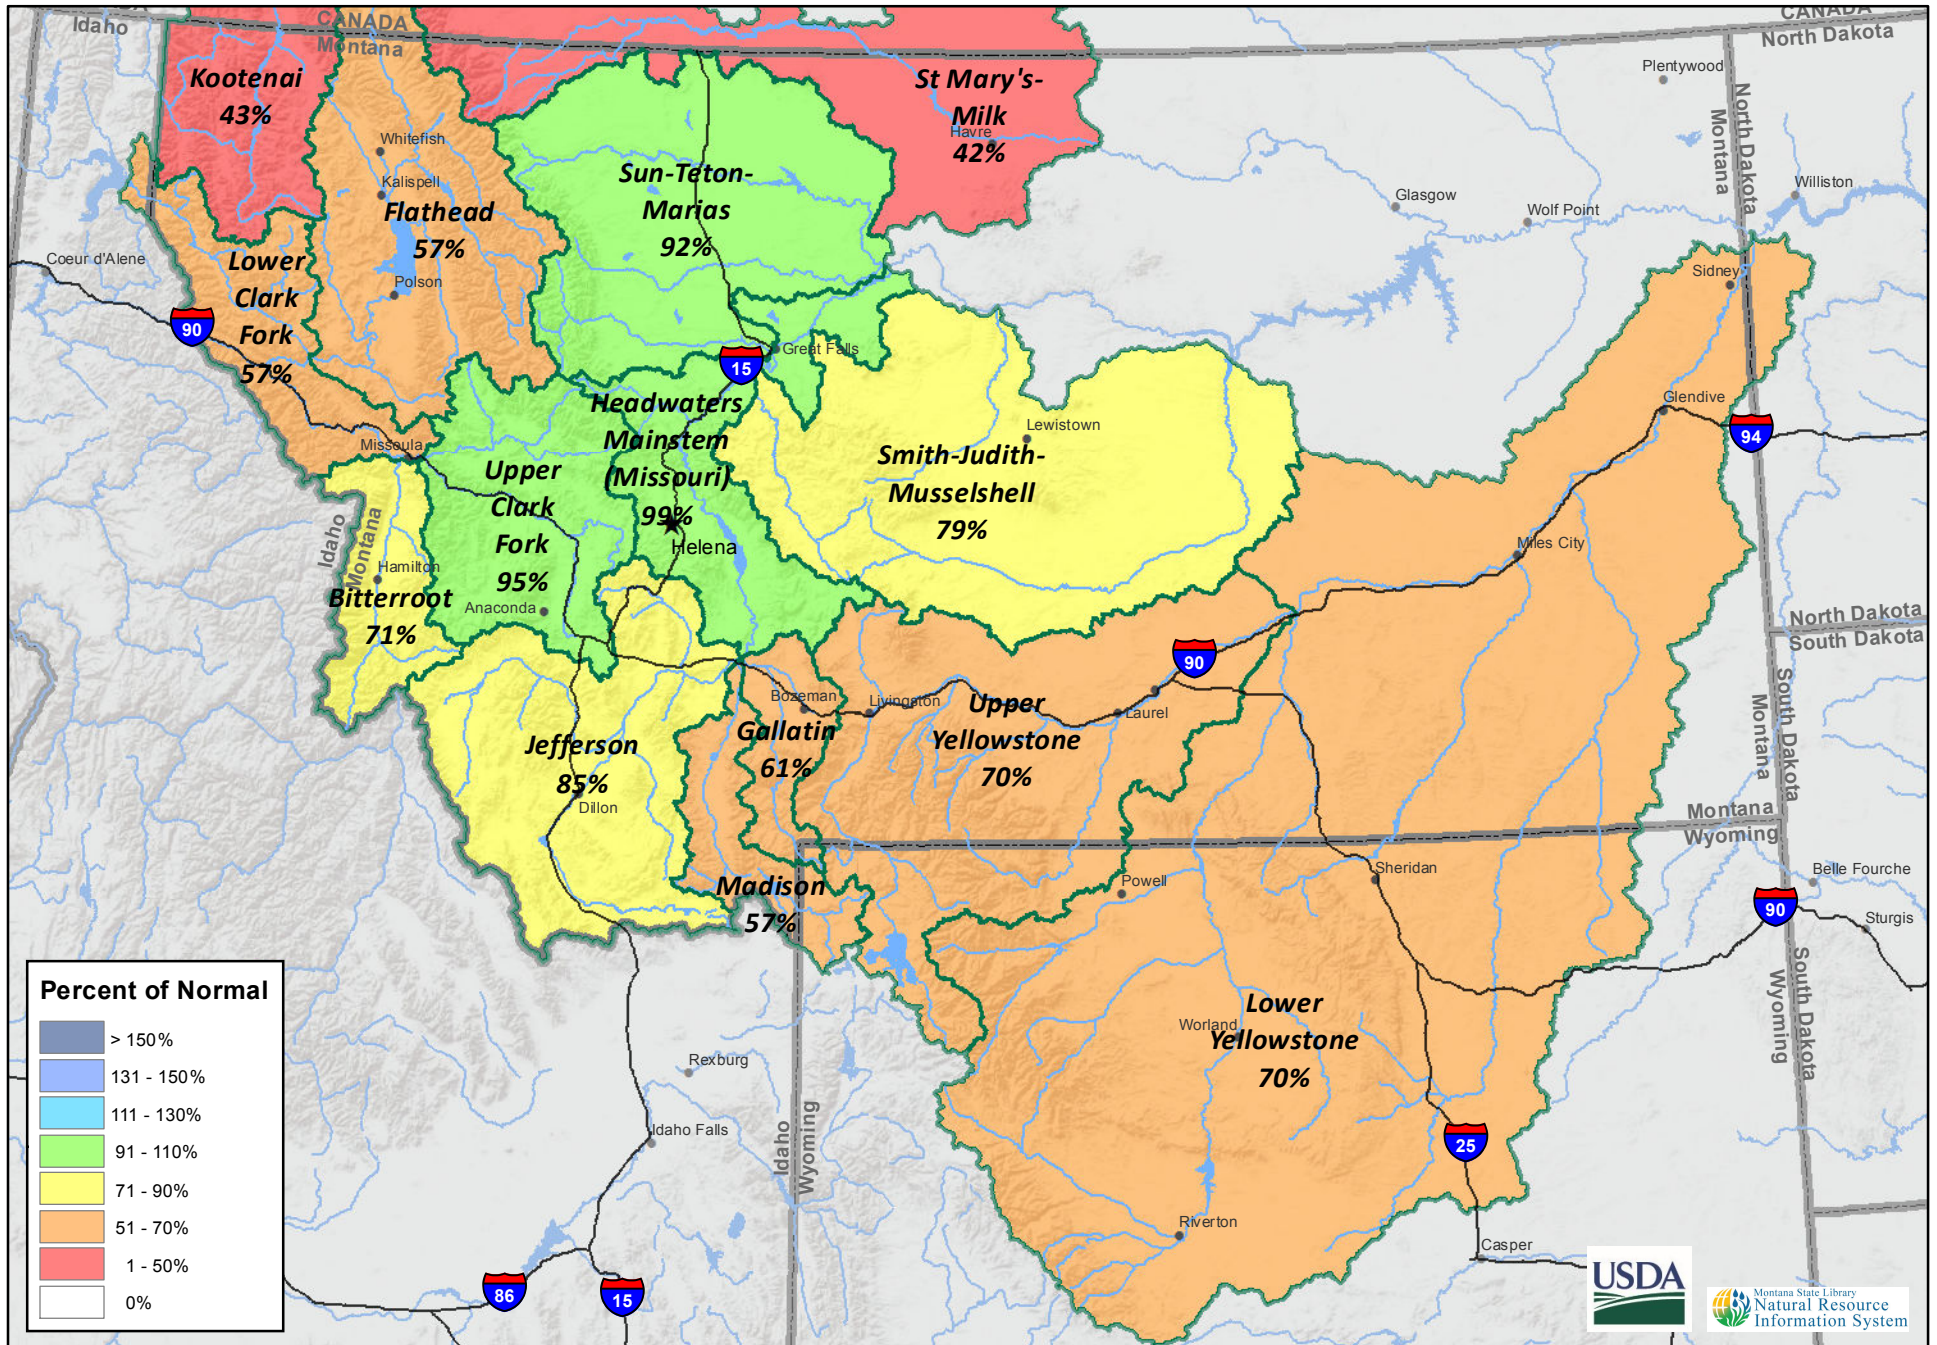 CANADA
Idaho
CANADA
Montana
CANADA
North Dakota
Kootenai
43%
St Mary's-
Milk
Havre
42%
Plentywood
North Dakota
Montana
Whitefish
Kalispell
Flathead
57%
Polson
Sun-Teton-
Marias
92%
Glasgow
Wolf Point
Williston
Sidney
Coeur d'Alene
Lower
Clark
Fork
57%
90
15
Great Falls
Headwaters
Mainstem
(Missouri)
99%
Helena
Lewistown
Smith-Judith-
Musselshell
79%
Glendive
94
Missoula
Upper
Clark
Fork
95%
Anaconda
Idaho
Montana
Hamilton
Bitterroot
71%
Miles City
North Dakota
South Dakota
90
Bozeman
Livingston
Laurel
Gallatin
61%
Upper
Yellowstone
70%
Jefferson
85%
Dillon
South Dakota
Montana
Montana
Wyoming
Madison
57%
Powell
Sheridan
Belle Fourche
90
Sturgis
South Dakota
Wyoming
Lower
Yellowstone
70%
Worland
Rexburg
Idaho Falls
Idaho
Wyoming
25
Riverton
Casper
86
15
Percent of Normal
> 150%
131 - 150%
111 - 130%
91 - 110%
71 - 90%
51 - 70%
1 - 50%
0%
USDA
Montana State Library
Natural Resource
Information System